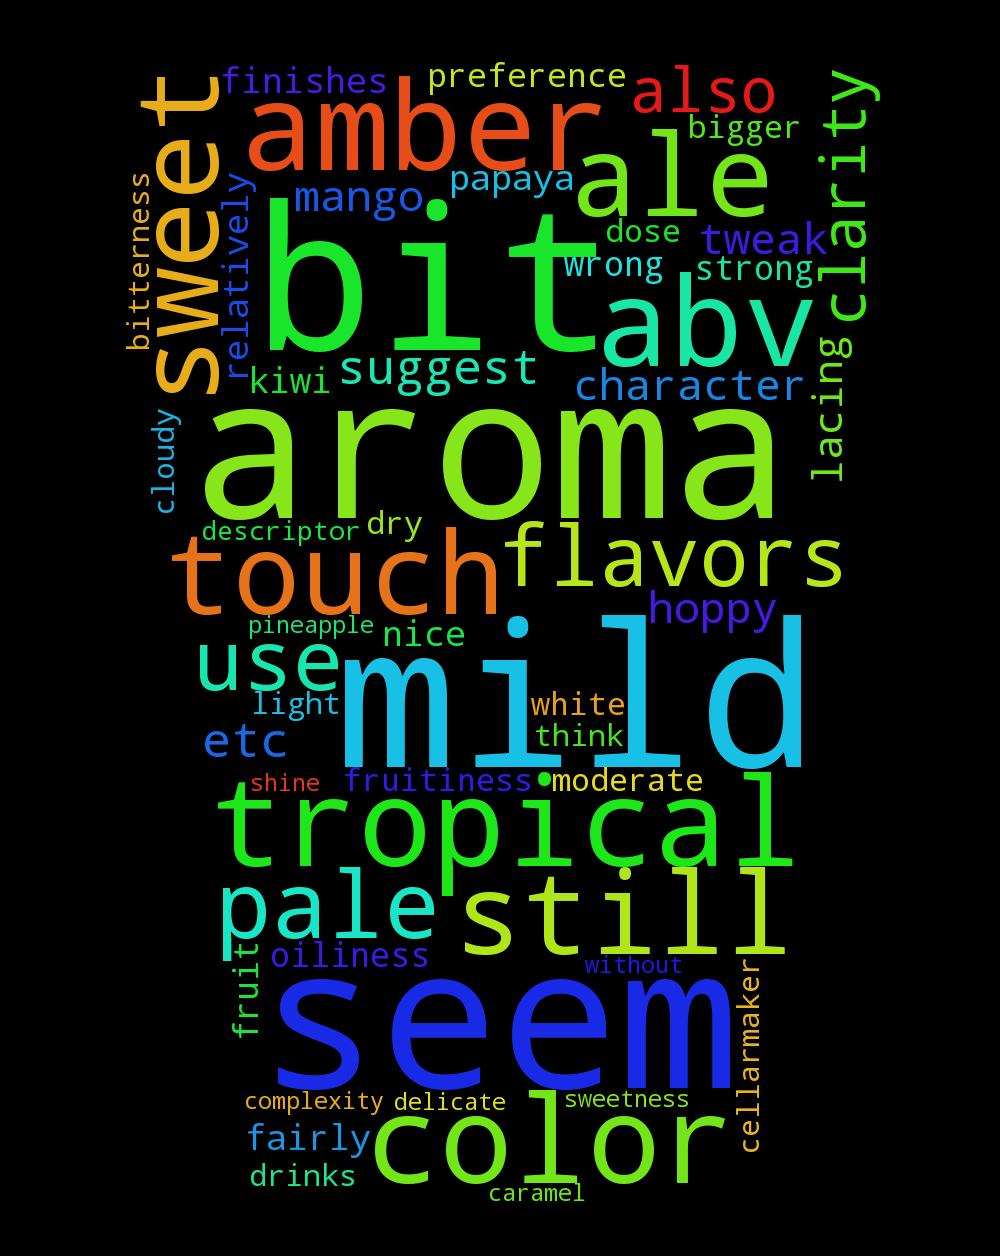 finishes
preference
also
sweet
amber
bigger
clarity
ale
bitterness
relatively
mango
papaya
bit
dose
tweak
wrong
strong
abv
suggest
kiwi
character
lacing
cloudy
aroma
descriptor
dry
touch
flavors
hoppy
pineapple
nice
use
mild
light
white
etc
think
shine
fruitiness
moderate
tropical
pale
still
fruit
oiliness
without
seem
cellarmaker
complexity
delicate
sweetness
fairly
color
drinks
caramel